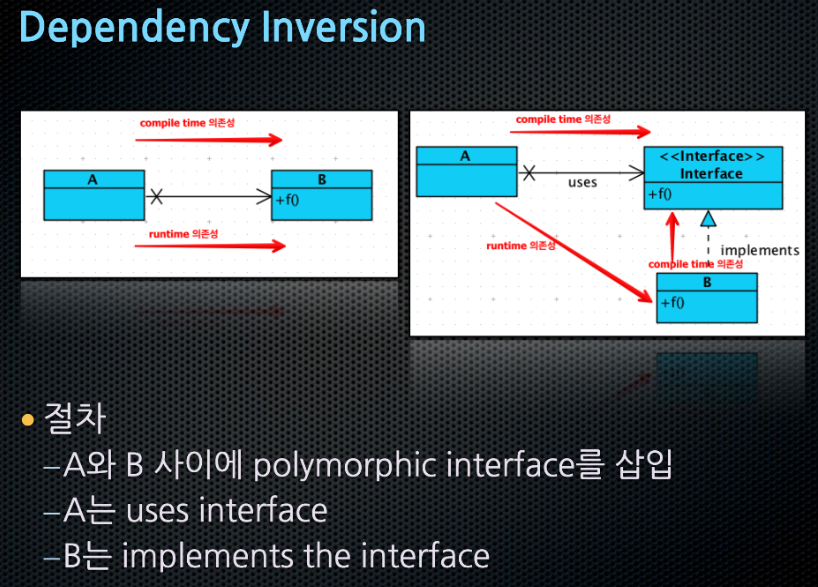 Dependency Inversion
compile time 의존성
A
B
+f()
runtime 의존성
compile time 의존성
A
uses
<<Interface>>
Interface
+f()
runtime 의존성
implements
compile time 의존성
B
+f()
• 절차
–A와 B 사이에 polymorphic interface를 삽입
–A는 uses interface
–B는 implements the interface